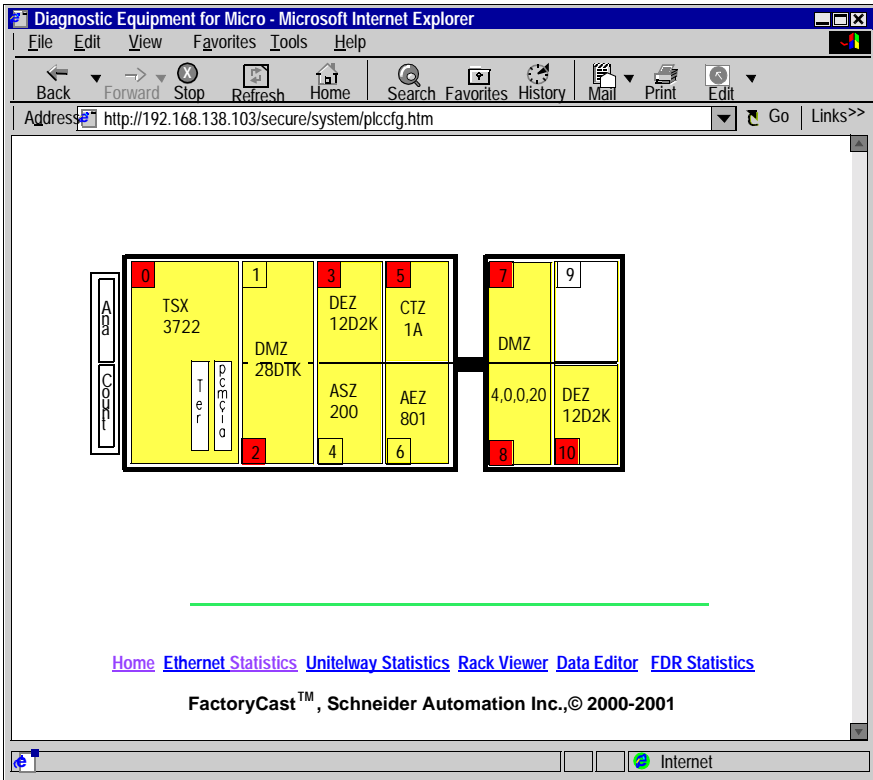 Diagnostic Equipment for Micro - Microsoft Internet Explorer
File Edit View Favorites Tools Help
Back Forward Stop Refresh Home Search Favorites History Mail Print Edit
Address http://192.168.138.103/secure/system/plccfg.htm Go Links>>
Ana
Count
0
TSX
3722
Ter
pcmcia
1
DMZ
28DTK
2
3
DEZ
12D2K
ASZ
200
4
5
CTZ
1A
AEZ
801
6
7
DMZ
4,0,0,20
8
9
DEZ
12D2K
10
Home Ethernet Statistics Unitelway Statistics Rack Viewer Data Editor FDR Statistics
FactoryCast™, Schneider Automation Inc.,© 2000-2001
Internet